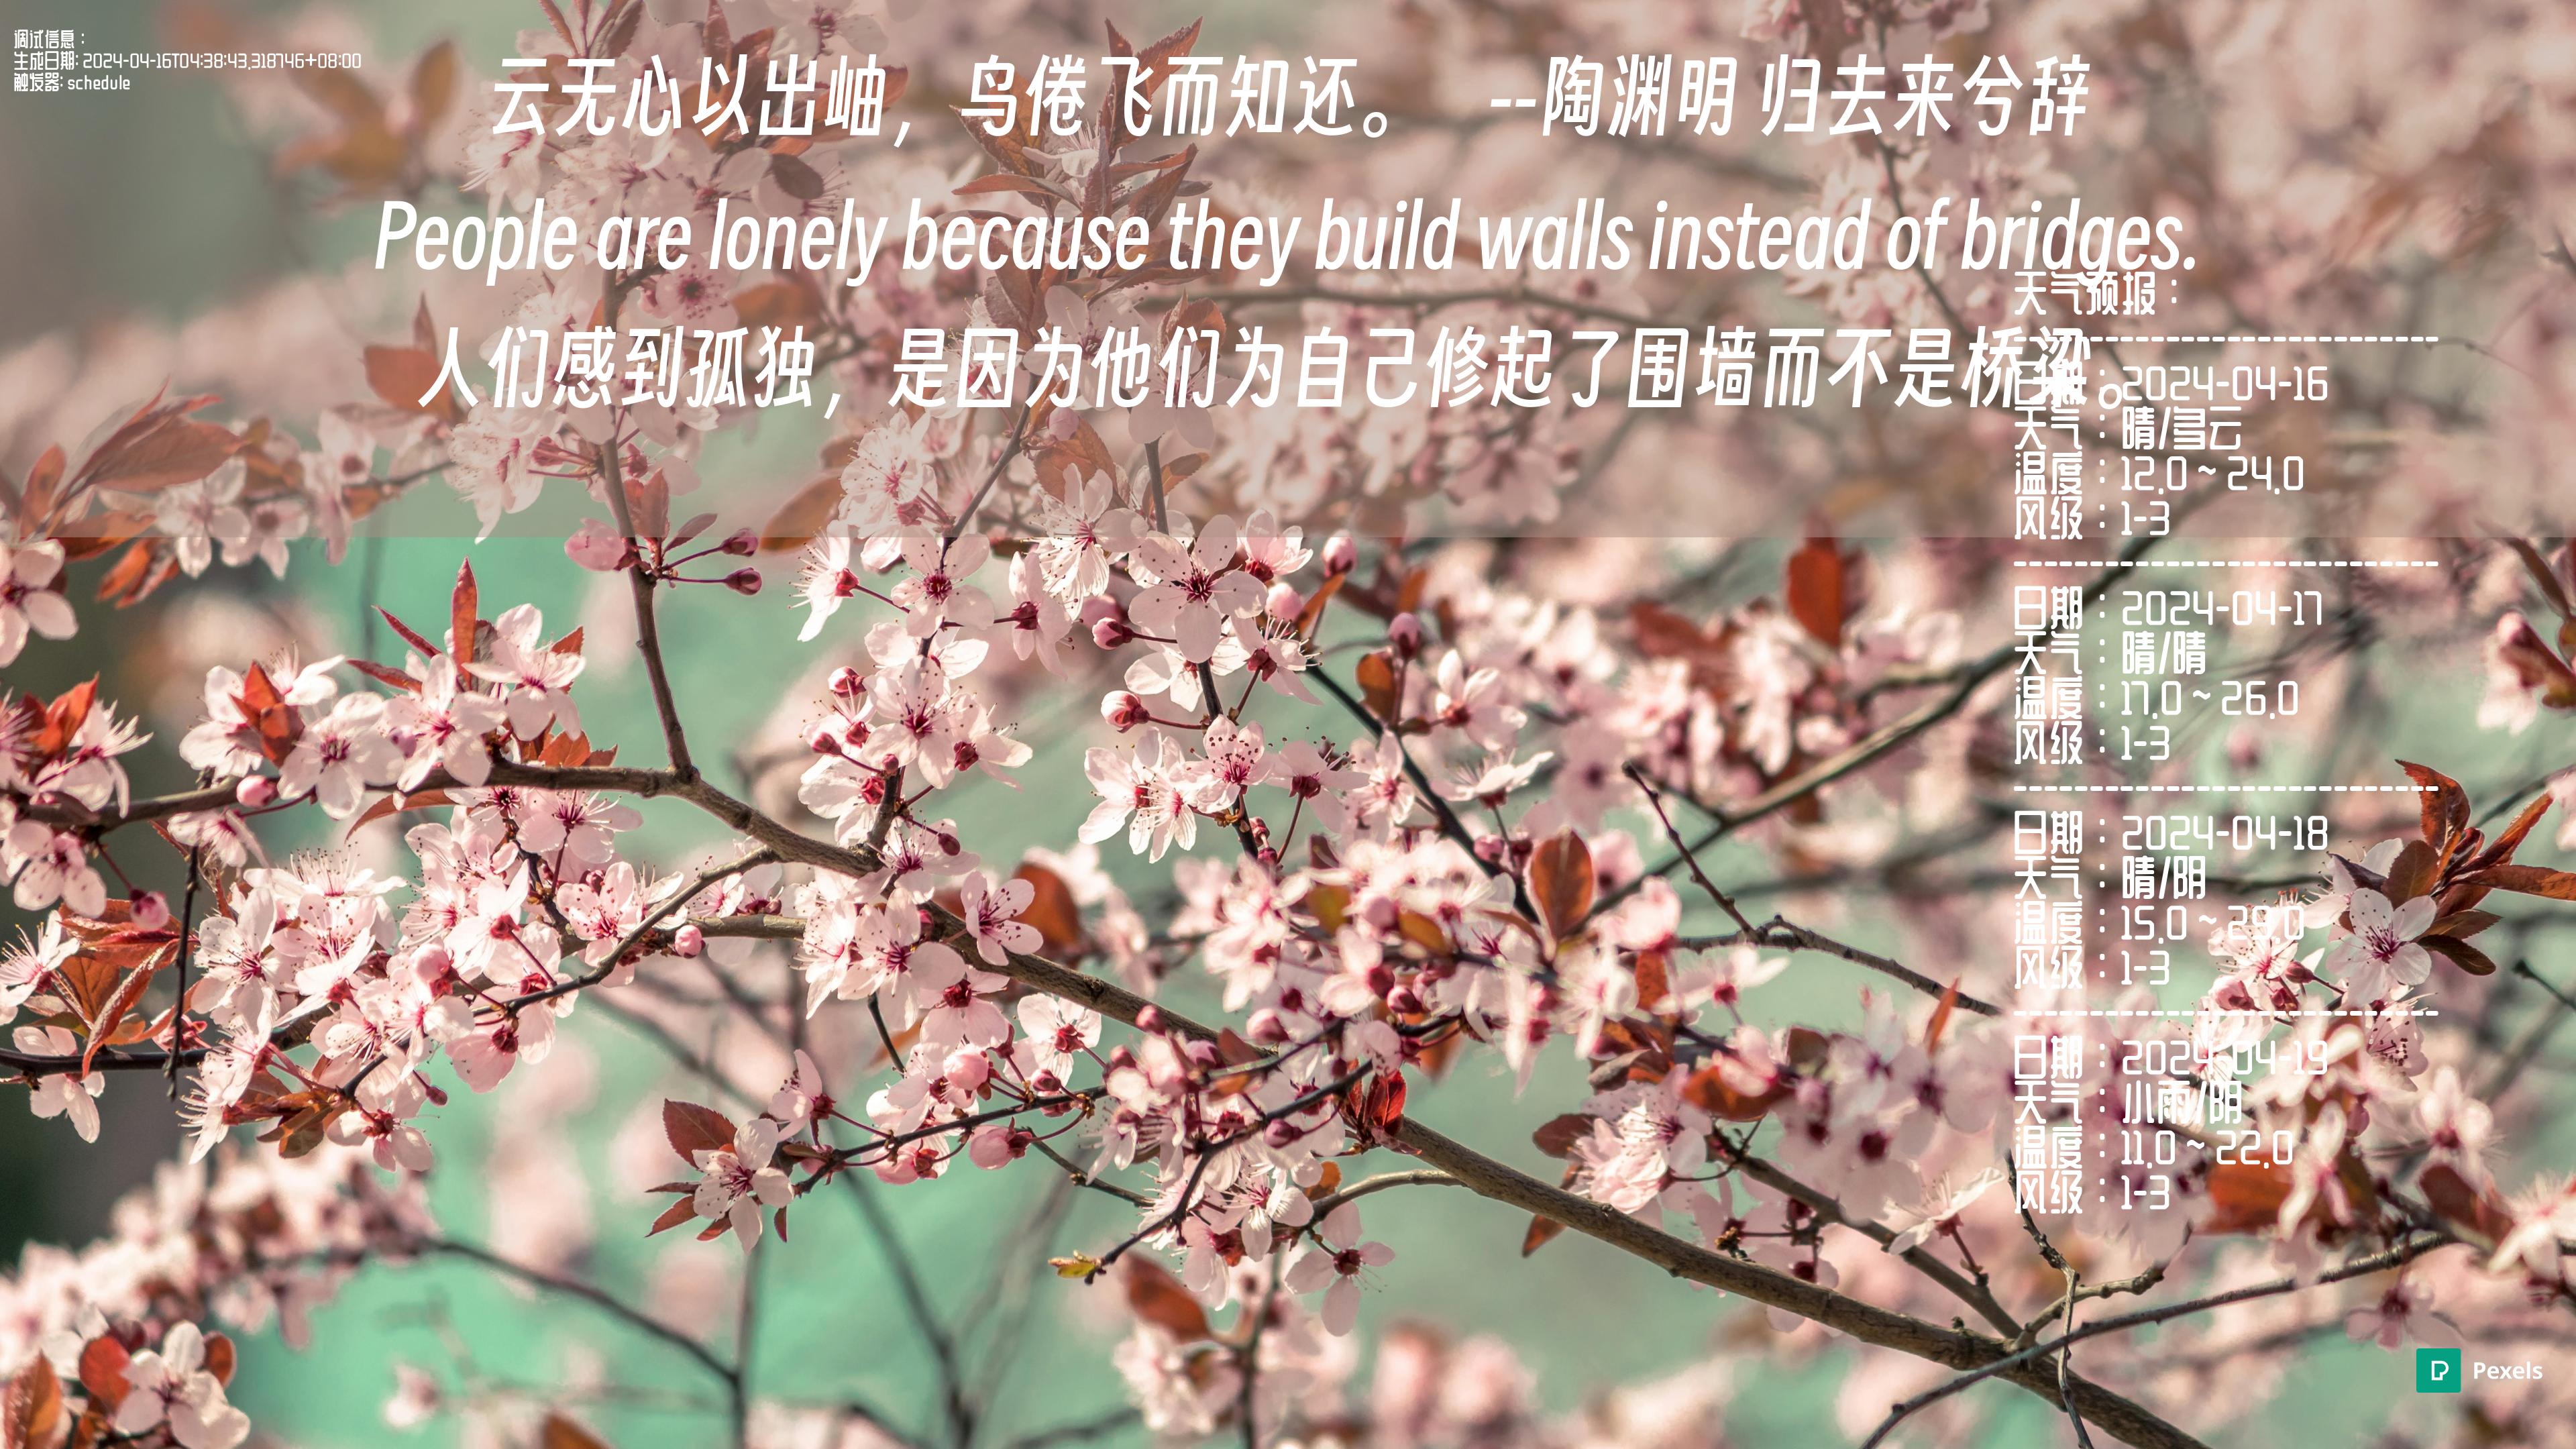 调试信息：
生成日期: 2024-04-16T04:38:43.318746+08:00
触发器: schedule
云无心以出岫，鸟倦飞而知还。 --陶渊明 归去来兮辞
People are lonely because they build walls instead of bridges.
人们感到孤独，是因为他们为自己修起了围墙而不是桥梁。
天气预报：
------------------------------
日期：2024-04-16
天气：晴/多云
温度：12.0 ~ 24.0
风级：1-3
------------------------------
日期：2024-04-17
天气：晴/晴
温度：17.0 ~ 26.0
风级：1-3
------------------------------
日期：2024-04-18
天气：晴/阴
温度：15.0 ~ 29.0
风级：1-3
------------------------------
日期：2024-04-19
天气：小雨/阴
温度：11.0 ~ 22.0
风级：1-3
Pexels